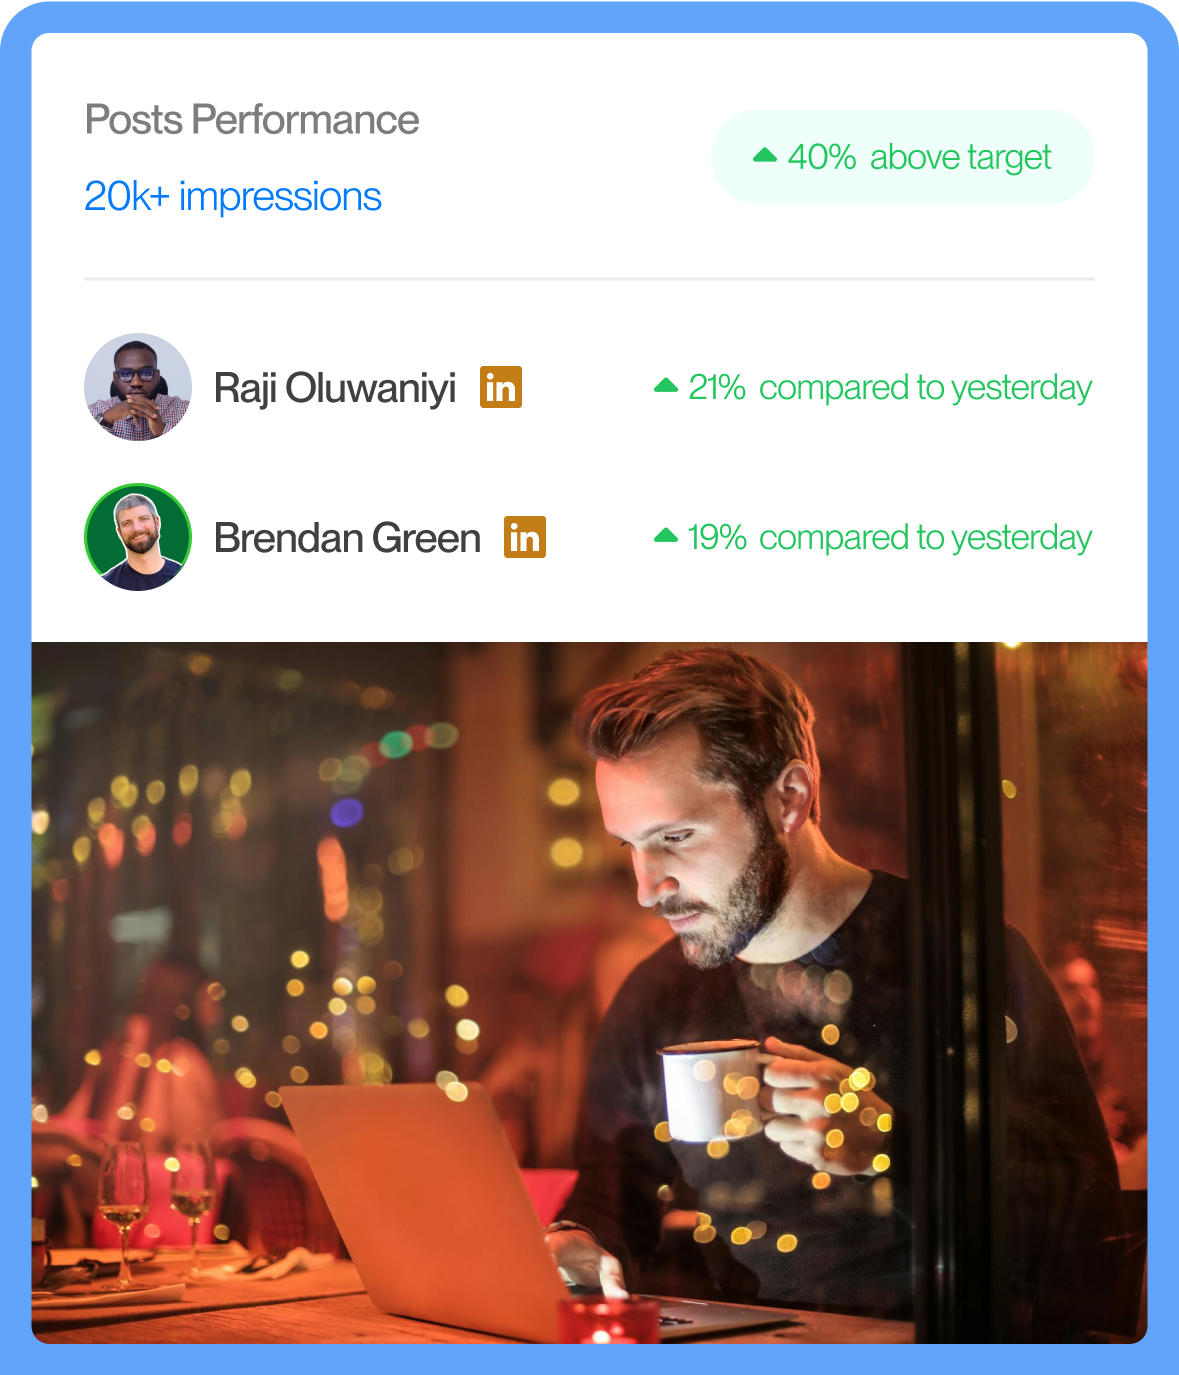 Posts Performance
20k+ impressions
40% above target
Raji Oluwaniyi in 21% compared to yesterday
Brendan Green in 19% compared to yesterday